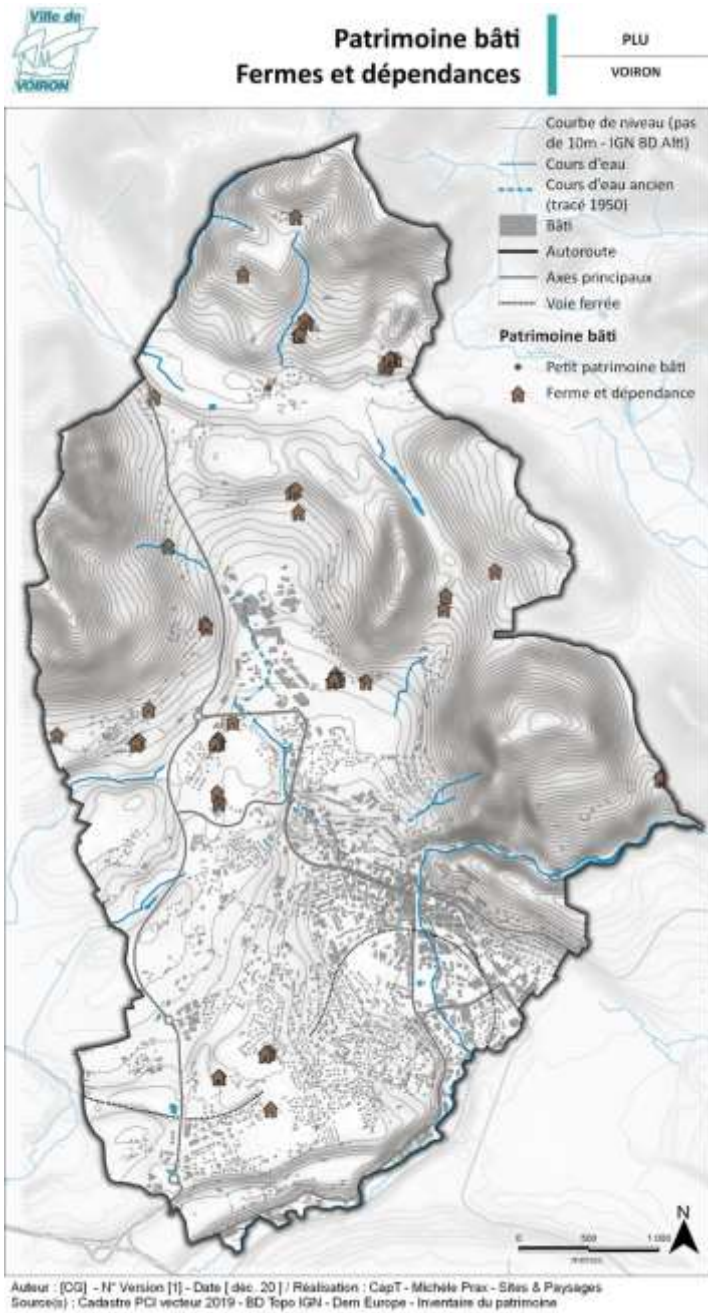 Ville de
VOIRON
Patrimoine bâti
Fermes et dépendances
PLU
VOIRON
Courbe de niveau (pas
de 10m - IGN BD Alti)
Cours d'eau
Cours d'eau ancien
(tracé 1950)
Bâti
Autoroute
Axes principaux
Voie ferrée
Patrimoine bâti
Petit patrimoine bâti
Ferme et dépendance
N
0 500 1 000
mètres
Auteur : [CG] - N° Version [1] - Date [ déc. 20 ] / Réalisation : CapT - Michèle Prax - Sites & Paysages
Source(s) : Cadastre PCI vecteur 2019 - BD Topo IGN - Dem Europe - Inventaire du patrimoine